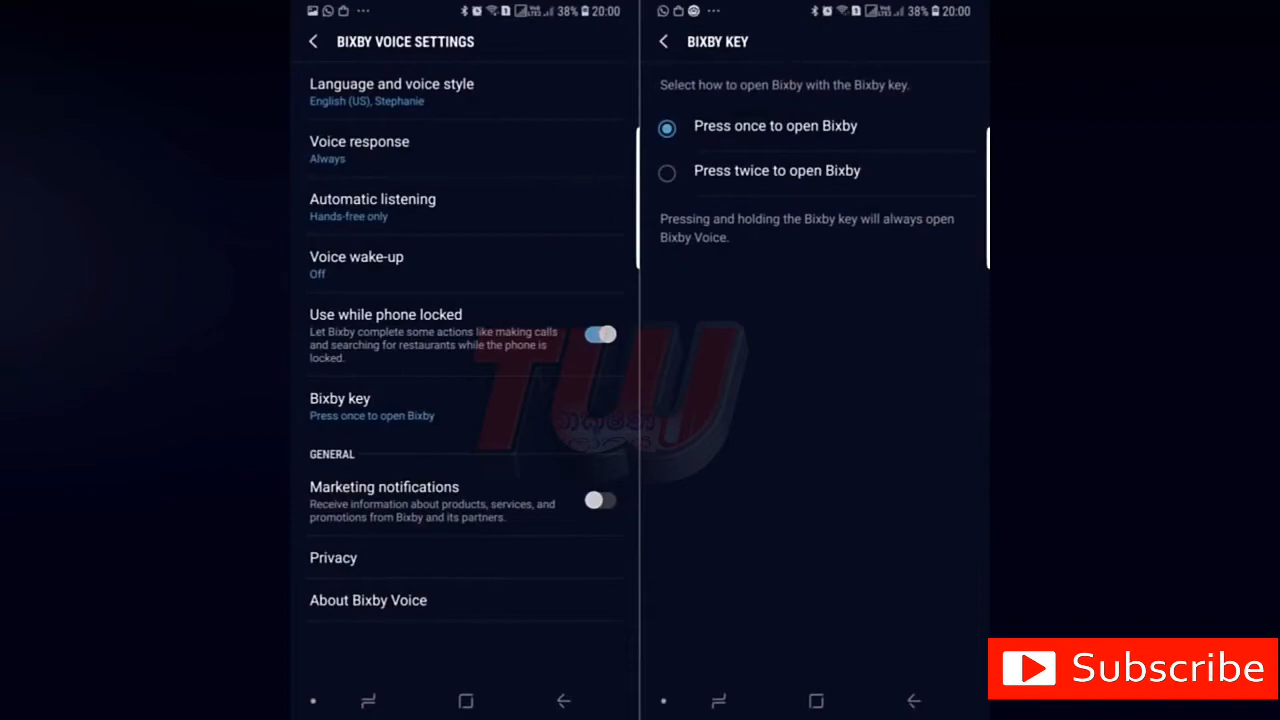 38% 20:00
BIXBY VOICE SETTINGS
Language and voice style
English (US), Stephanie
Voice response
Always
Automatic listening
Hands-free only
Voice wake-up
Off
Use while phone locked
Let Bixby complete some actions like making calls
and searching for restaurants while the phone is
locked.
Bixby key
Press once to open Bixby
GENERAL
Marketing notifications
Receive information about products, services, and
promotions from Bixby and its partners.
Privacy
About Bixby Voice
38% 20:00
BIXBY KEY
Select how to open Bixby with the Bixby key.
Press once to open Bixby
Press twice to open Bixby
Pressing and holding the Bixby key will always open
Bixby Voice.
TW
Subscribe